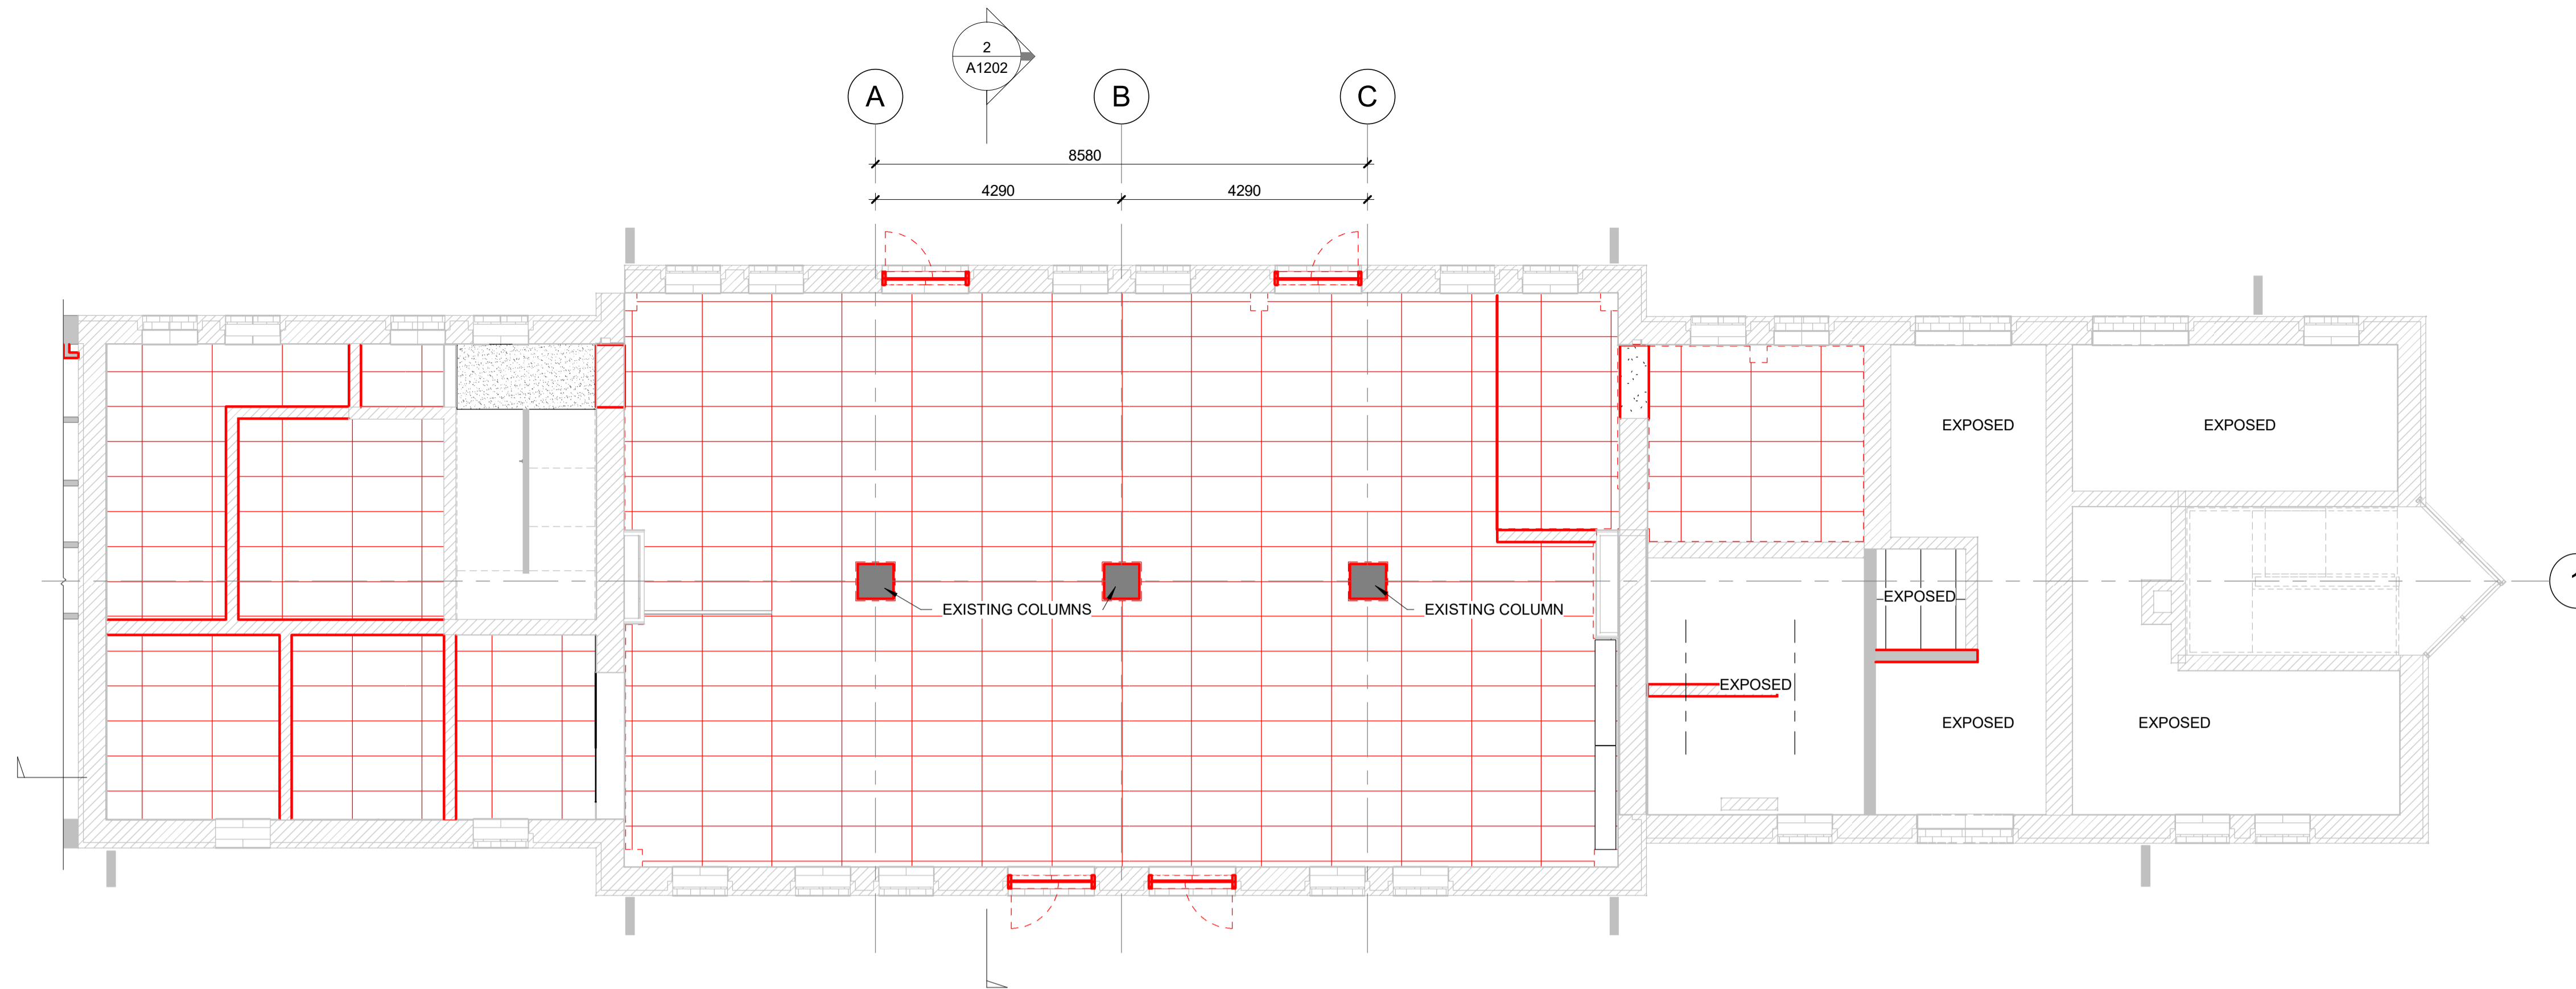 2
A1202
A
B
C
8580
4290
4290
EXPOSED
EXPOSED
EXPOSED
EXISTING COLUMNS
EXISTING COLUMN
EXPOSED
EXPOSED
EXPOSED